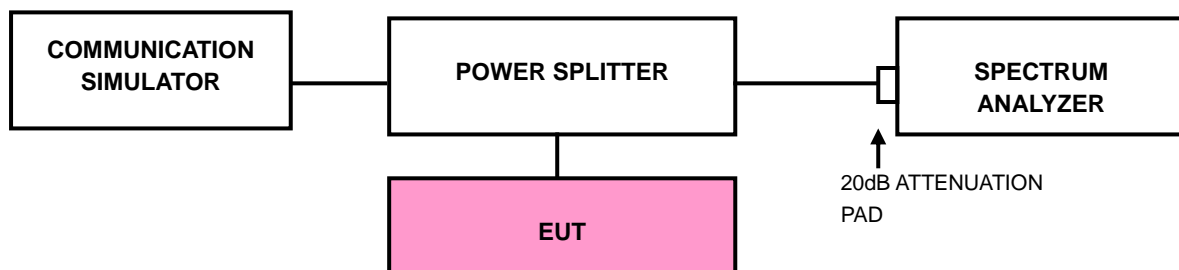 COMMUNICATION
SIMULATOR
POWER SPLITTER
SPECTRUM
ANALYZER
20dB ATTENUATION
PAD
EUT